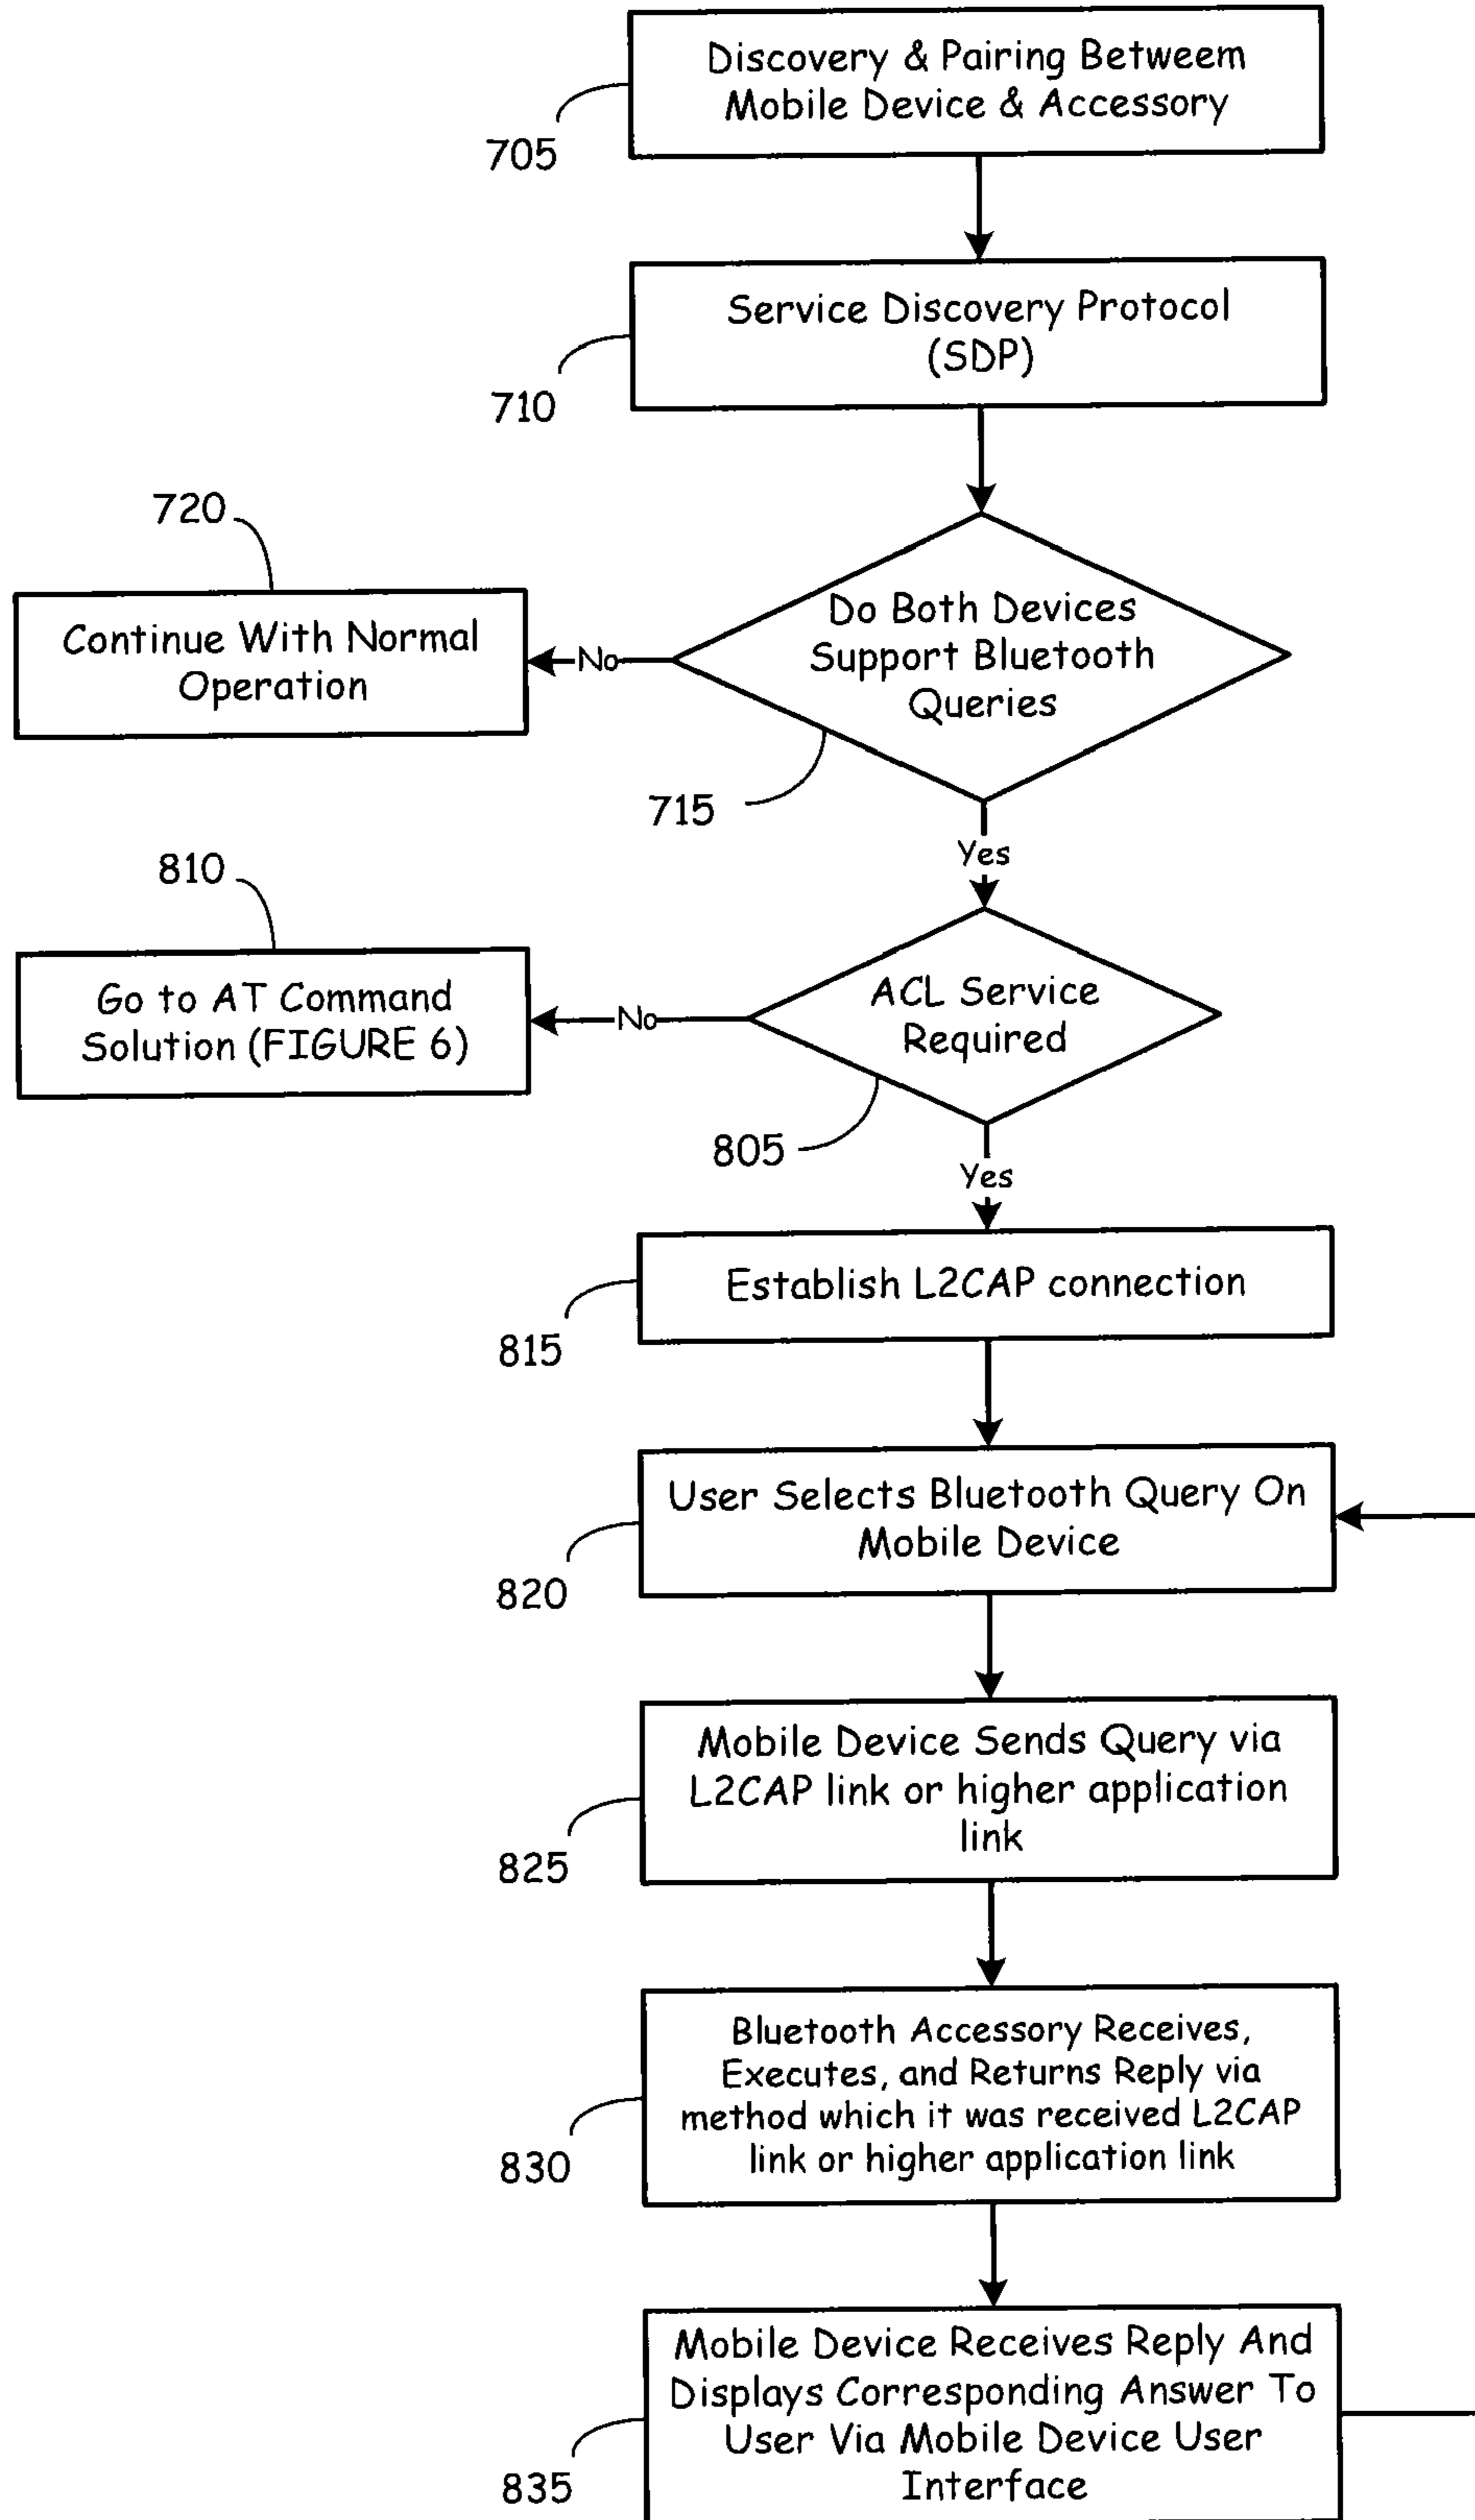 Discovery & Pairing Betweem
Mobile Device & Accessory
705
Service Discovery Protocol
(SDP)
710
720
Continue With Normal
Operation
No
Do Both Devices
Support Bluetooth
Queries
715
Yes
810
Go to AT Command
Solution (FIGURE 6)
No
ACL Service
Required
805
Yes
Establish L2CAP connection
815
User Selects Bluetooth Query On
Mobile Device
820
Mobile Device Sends Query via
L2CAP link or higher application
link
825
Bluetooth Accessory Receives,
Executes, and Returns Reply via
method which it was received L2CAP
link or higher application link
830
Mobile Device Receives Reply And
Displays Corresponding Answer To
User Via Mobile Device User
Interface
835